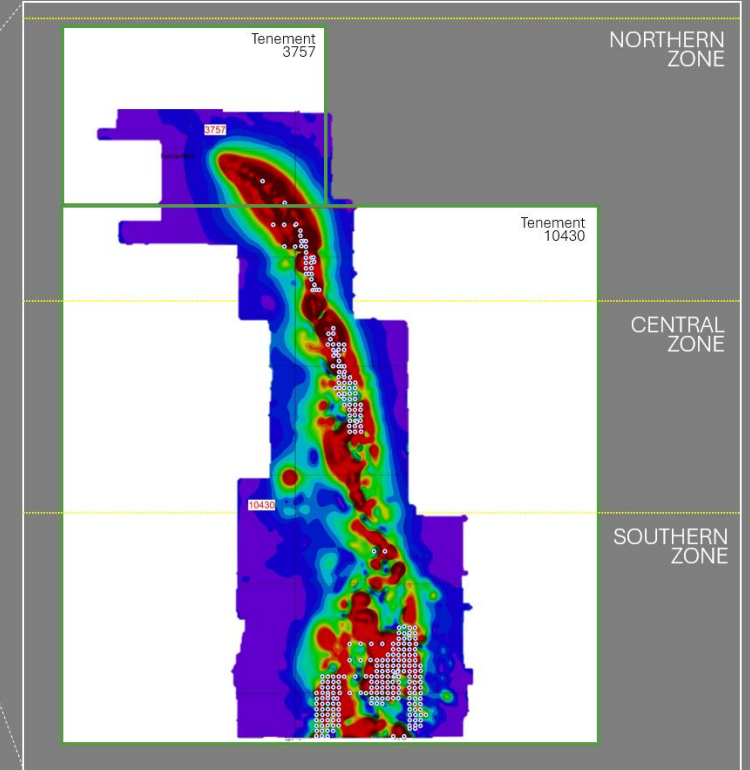 NORTHERN
ZONE
Tenement
3757
3757
Tenement
10430
CENTRAL
ZONE
10430
SOUTHERN
ZONE